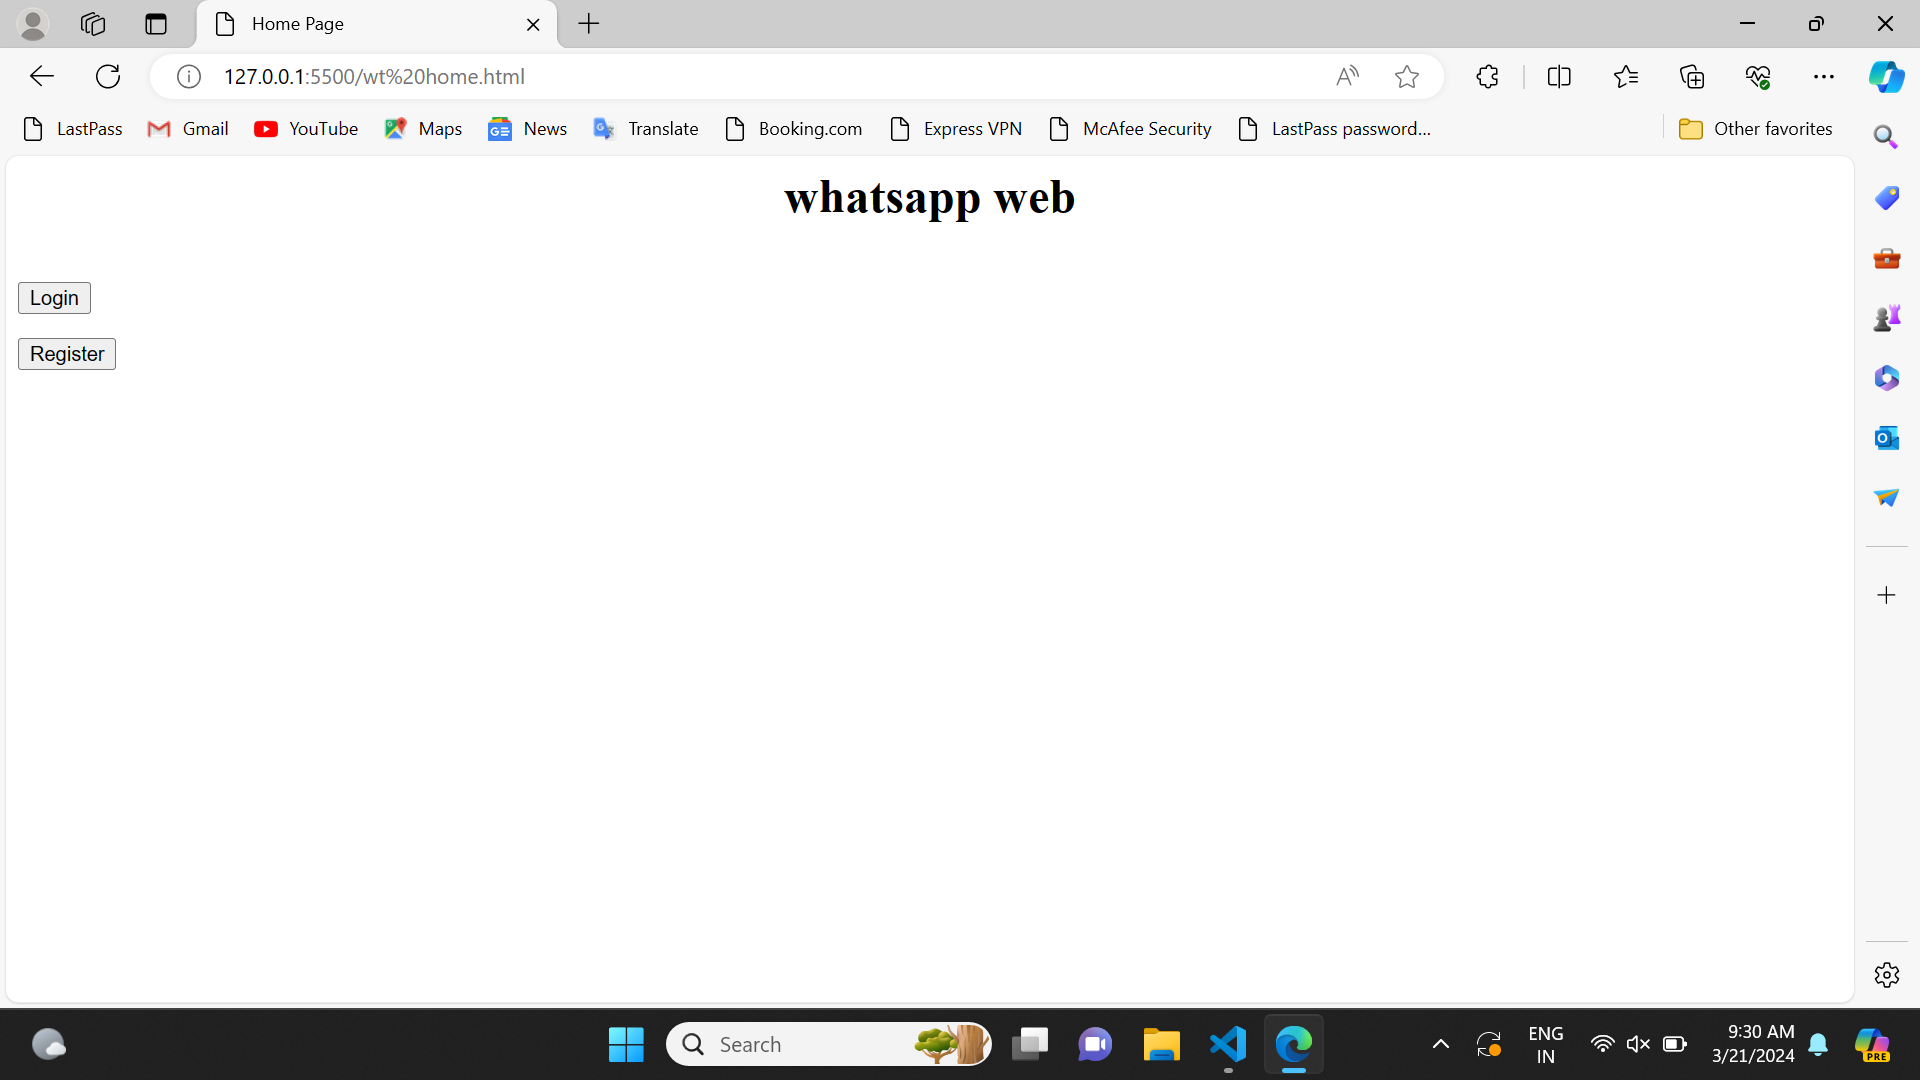 Home Page
127.0.0.1:5500/wt%20home.html
LastPass Gmail YouTube Maps News Translate Booking.com Express VPN McAfee Security LastPass password... Other favorites
whatsapp web
Login
Register
Search
ENG
IN
9:30 AM
3/21/2024
PRE